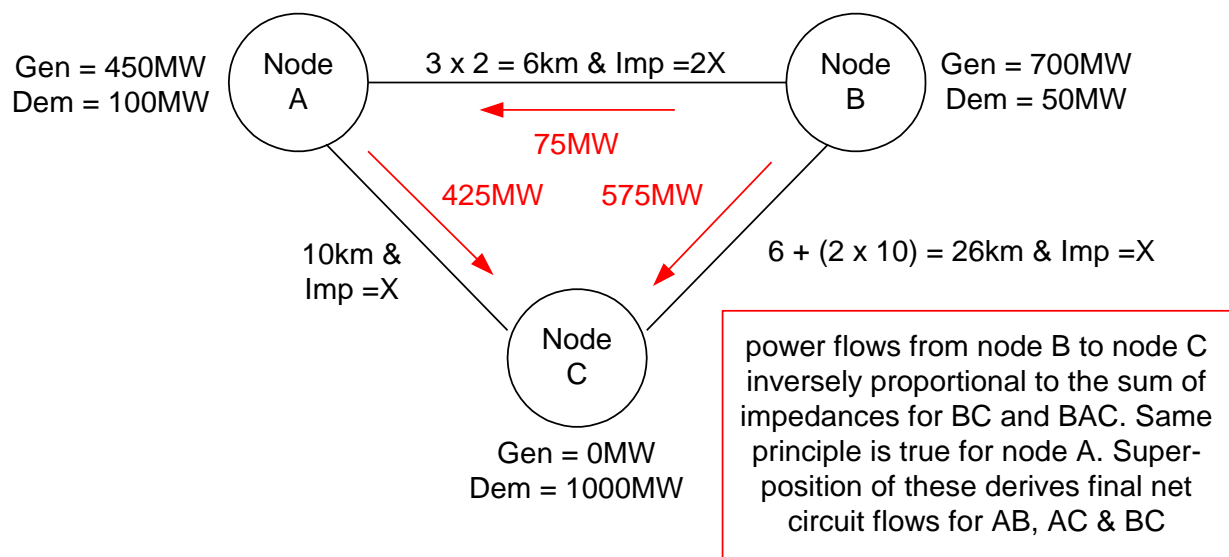 Node
A
Gen = 450MW
Dem = 100MW
3 x 2 = 6km & Imp =2X
Node
B
Gen = 700MW
Dem = 50MW
75MW
425MW
575MW
10km &
Imp =X
6 + (2 x 10) = 26km & Imp =X
Node
C
Gen = 0MW
Dem = 1000MW
power flows from node B to node C
inversely proportional to the sum of
impedances for BC and BAC. Same
principle is true for node A. Super-
position of these derives final net
circuit flows for AB, AC & BC